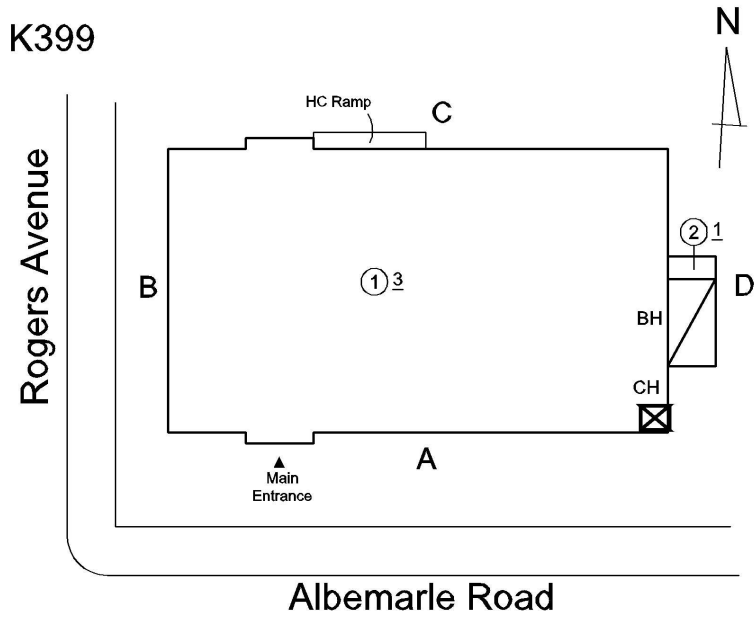 K399
N
HC Ramp
C
Rogers Avenue
B
1 3
2 1
D
BH
CH
A
Main
Entrance
Albemarle Road